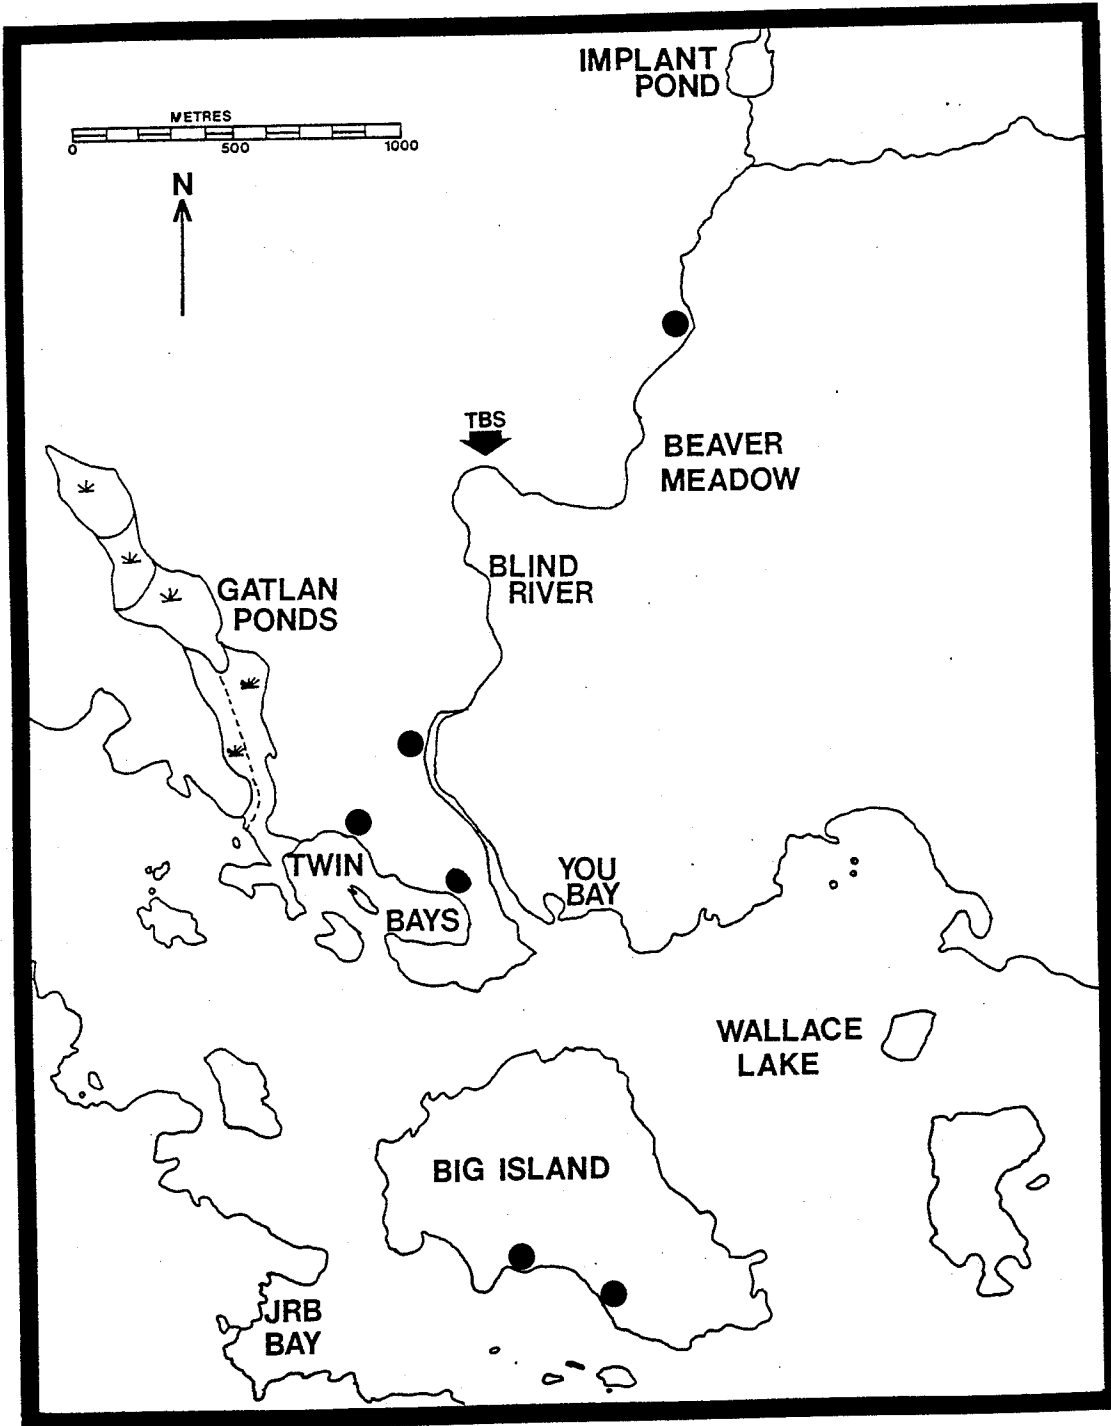 IMPLANT
POND
METRES
0 500 1000
N
TBS
BEAVER
MEADOW
BLIND
RIVER
GATLAN
PONDS
TWIN
BAYS
YOU
BAY
WALLACE
LAKE
BIG ISLAND
JRB
BAY